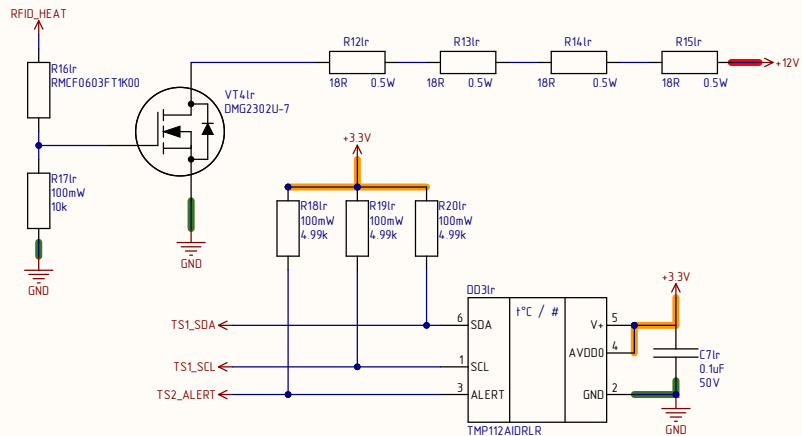 RFID_HEAT
R16lr
RMCF0603FT1K00
R17lr
100mW
10k
GND
VT4lr
DMG2302U-7
GND
R12lr
18R 0.5W
R13lr
18R 0.5W
R14lr
18R 0.5W
R15lr
18R 0.5W
+12V
+3.3V
R18lr
100mW
4.99k
R19lr
100mW
4.99k
R20lr
100mW
4.99k
TS1_SDA
TS1_SCL
TS2_ALERT
DD3lr
t°C / #
6 SDA
1 SCL
3 ALERT
V+ 5
AVDD0 4
GND 2
TMP112AIDRLR
+3.3V
C7lr
0.1uF
50V
GND